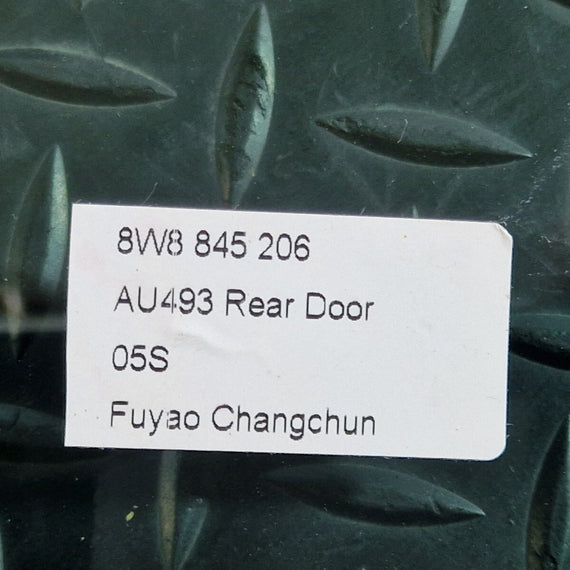 8W8 845 206
AU493 Rear Door
05S
Fuyao Changchun